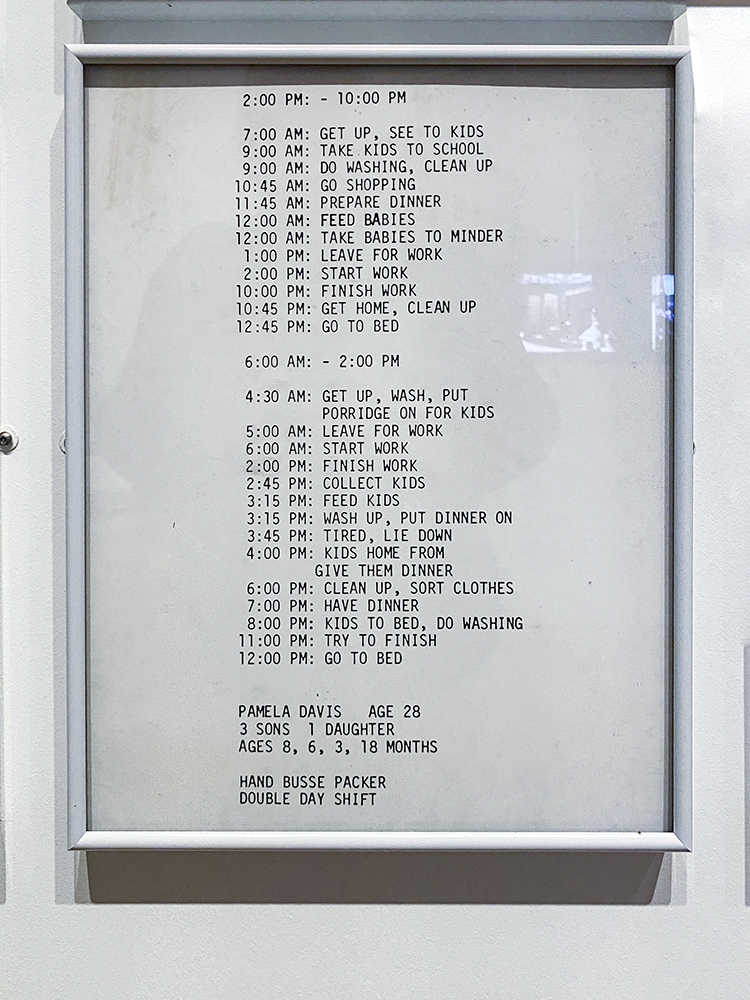 2:00 PM: - 10:00 PM
7:00 AM: GET UP, SEE TO KIDS
9:00 AM: TAKE KIDS TO SCHOOL
9:00 AM: DO WASHING, CLEAN UP
10:45 AM: GO SHOPPING
11:45 AM: PREPARE DINNER
12:00 AM: FEED BABIES
12:00 AM: TAKE BABIES TO MINDER
1:00 PM: LEAVE FOR WORK
2:00 PM: START WORK
10:00 PM: FINISH WORK
10:45 PM: GET HOME, CLEAN UP
12:45 PM: GO TO BED
6:00 AM: - 2:00 PM
4:30 AM: GET UP, WASH, PUT
PORRIDGE ON FOR KIDS
5:00 AM: LEAVE FOR WORK
6:00 AM: START WORK
2:00 PM: FINISH WORK
2:45 PM: COLLECT KIDS
3:15 PM: FEED KIDS
3:15 PM: WASH UP, PUT DINNER ON
3:45 PM: TIRED, LIE DOWN
4:00 PM: KIDS HOME FROM
GIVE THEM DINNER
6:00 PM: CLEAN UP, SORT CLOTHES
7:00 PM: HAVE DINNER
8:00 PM: KIDS TO BED, DO WASHING
11:00 PM: TRY TO FINISH
12:00 PM: GO TO BED
PAMELA DAVIS AGE 28
3 SONS 1 DAUGHTER
AGES 8, 6, 3, 18 MONTHS
HAND BUSSE PACKER
DOUBLE DAY SHIFT